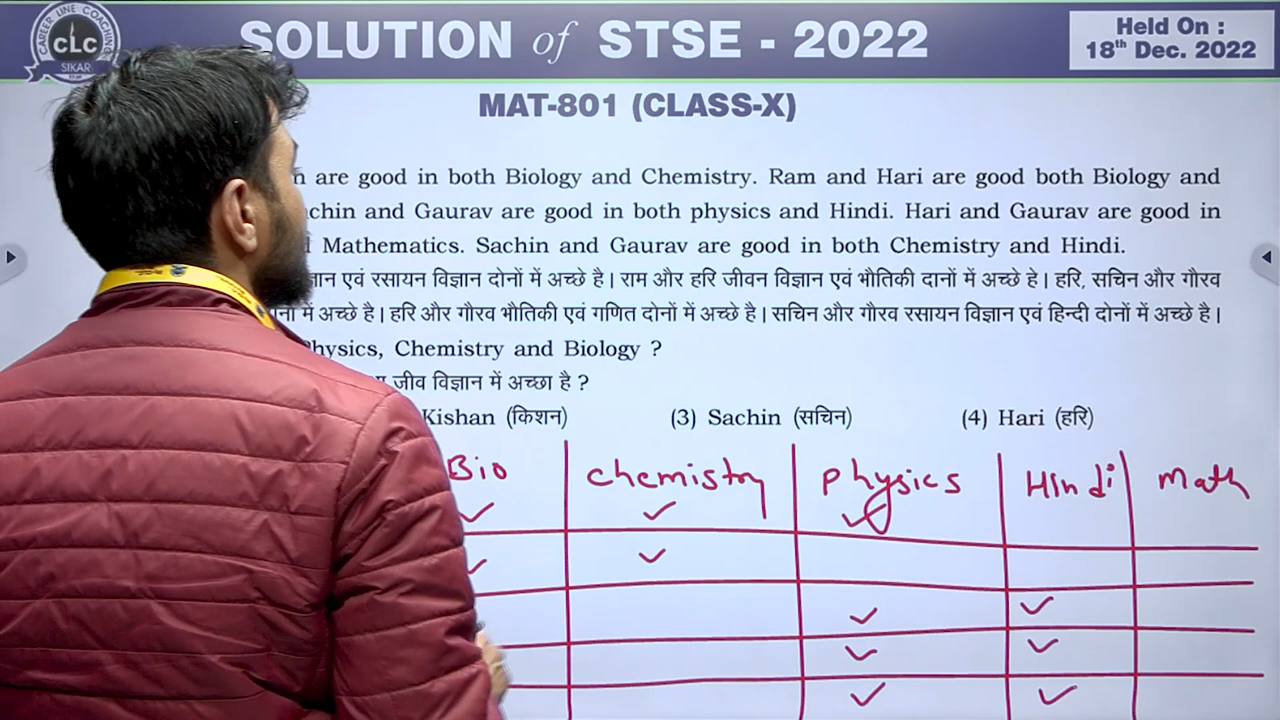 CAREER LINE COACHING
CLC
SIKAR
SOLUTION of STSE - 2022
Held On :
18th Dec. 2022
MAT-801 (CLASS-X)
are good in both Biology and Chemistry. Ram and Hari are good both Biology and
and Gaurav are good in both physics and Hindi. Hari and Gaurav are good in
Mathematics. Sachin and Gaurav are good in both Chemistry and Hindi.
एवं रसायन विज्ञान दोनों में अच्छे है। राम और हरि जीवन विज्ञान एवं भौतिकी दानों में अच्छे हे। हरि, सचिन और गौरव
में अच्छे है। हरि और गौरव भौतिकी एवं गणित दोनों में अच्छे है। सचिन और गौरव रसायन विज्ञान एवं हिन्दी दोनों में अच्छे है।
Physics, Chemistry and Biology ?
जीव विज्ञान में अच्छा है ?
Kishan (किशन) (3) Sachin (सचिन) (4) Hari (हरि)
Bio chemistry physics Hindi Math